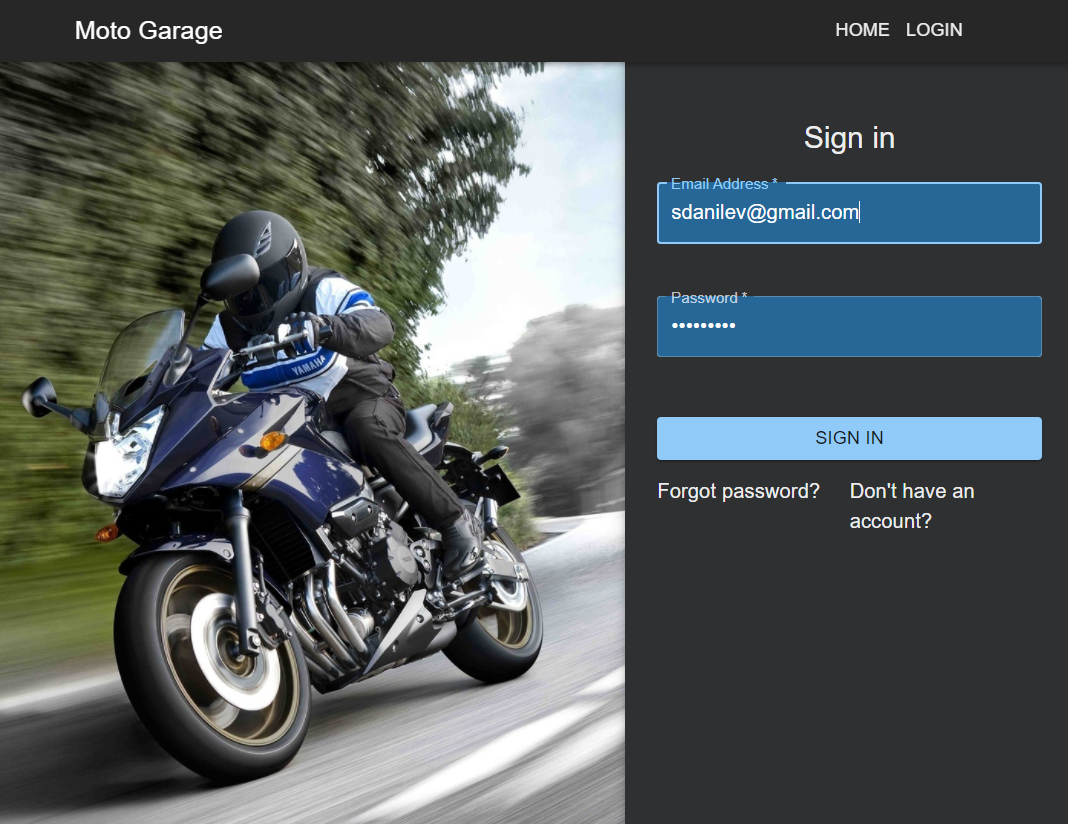 Moto Garage
HOME LOGIN
Sign in
Email Address *
sdanilev@gmail.com
Password *
•••••••••
SIGN IN
Forgot password?
Don't have an
account?
YAMAHA